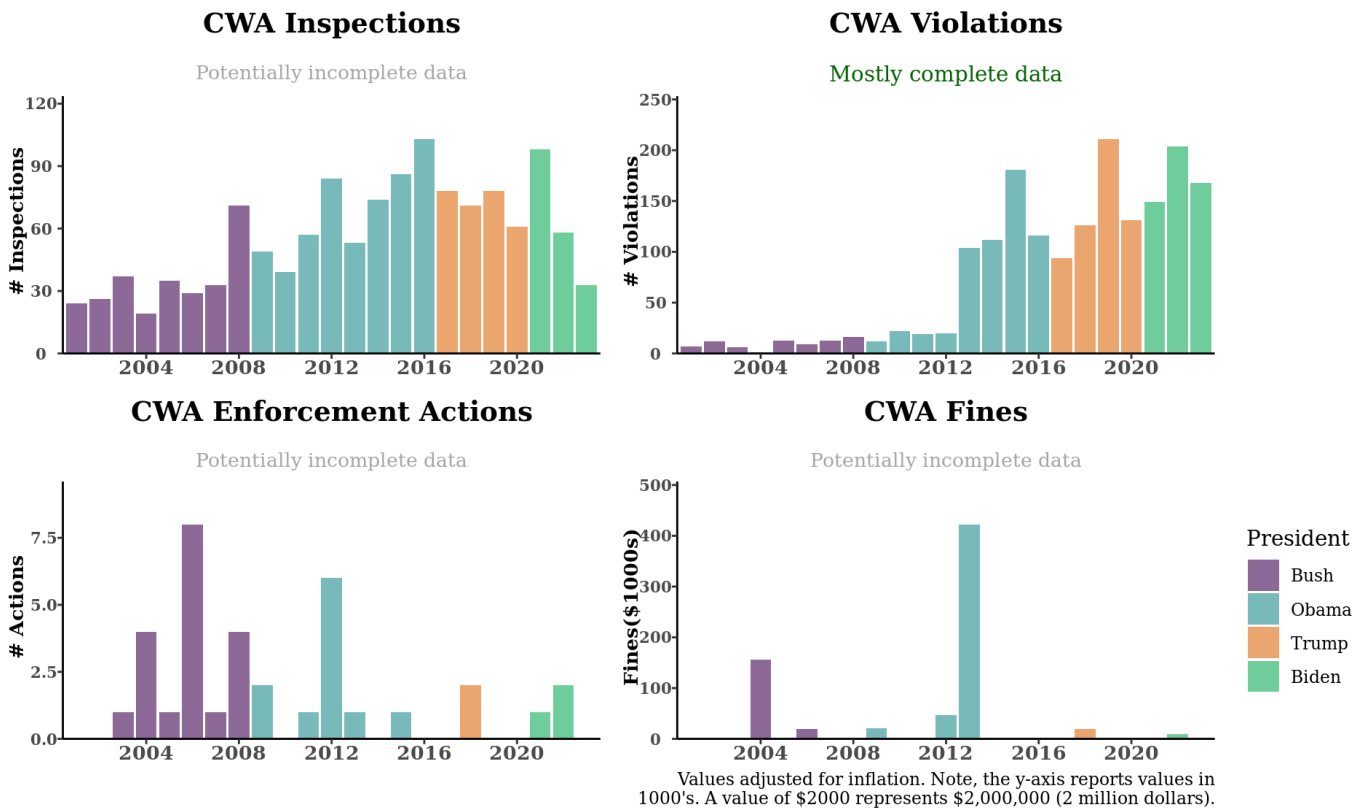 CWA Inspections
Potentially incomplete data
# Inspections
120
90
60
30
0
2004 2008 2012 2016 2020
CWA Violations
Mostly complete data
# Violations
250
200
150
100
50
0
2004 2008 2012 2016 2020
CWA Enforcement Actions
Potentially incomplete data
# Actions
7.5
5.0
2.5
0.0
2004 2008 2012 2016 2020
CWA Fines
Potentially incomplete data
Fines($1000s)
500
400
300
200
100
0
2004 2008 2012 2016 2020
President
Bush
Obama
Trump
Biden
Values adjusted for inflation. Note, the y-axis reports values in
1000's. A value of $2000 represents $2,000,000 (2 million dollars).